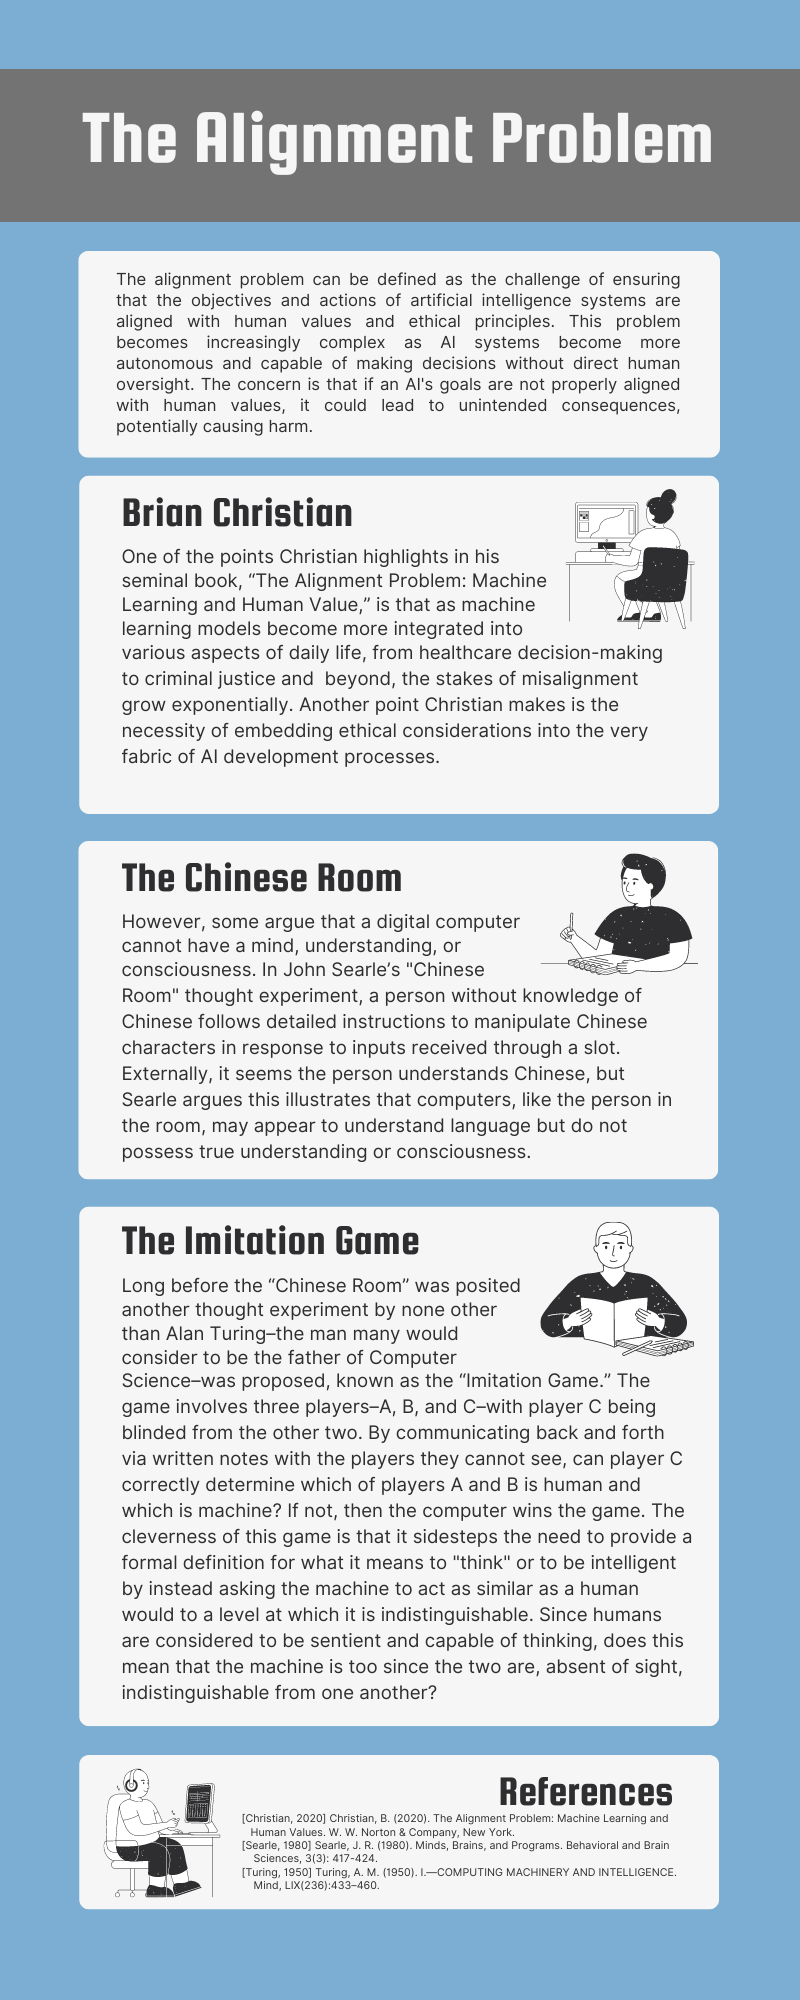 The Alignment Problem
The alignment problem can be defined as the challenge of ensuring
that the objectives and actions of artificial intelligence systems are
aligned with human values and ethical principles. This problem
becomes increasingly complex as AI systems become more
autonomous and capable of making decisions without direct human
oversight. The concern is that if an AI's goals are not properly aligned
with human values, it could lead to unintended consequences,
potentially causing harm.
Brian Christian
One of the points Christian highlights in his
seminal book, “The Alignment Problem: Machine
Learning and Human Value,” is that as machine
learning models become more integrated into
various aspects of daily life, from healthcare decision-making
to criminal justice and  beyond, the stakes of misalignment
grow exponentially. Another point Christian makes is the
necessity of embedding ethical considerations into the very
fabric of AI development processes.
The Chinese Room
However, some argue that a digital computer
cannot have a mind, understanding, or
consciousness. In John Searle’s "Chinese
Room" thought experiment, a person without knowledge of
Chinese follows detailed instructions to manipulate Chinese
characters in response to inputs received through a slot.
Externally, it seems the person understands Chinese, but
Searle argues this illustrates that computers, like the person in
the room, may appear to understand language but do not
possess true understanding or consciousness.
The Imitation Game
Long before the “Chinese Room” was posited
another thought experiment by none other
than Alan Turing–the man many would
consider to be the father of Computer
Science–was proposed, known as the “Imitation Game.” The
game involves three players–A, B, and C–with player C being
blinded from the other two. By communicating back and forth
via written notes with the players they cannot see, can player C
correctly determine which of players A and B is human and
which is machine? If not, then the computer wins the game. The
cleverness of this game is that it sidesteps the need to provide a
formal definition for what it means to "think" or to be intelligent
by instead asking the machine to act as similar as a human
would to a level at which it is indistinguishable. Since humans
are considered to be sentient and capable of thinking, does this
mean that the machine is too since the two are, absent of sight,
indistinguishable from one another?
References
[Christian, 2020] Christian, B. (2020). The Alignment Problem: Machine Learning and
Human Values. W. W. Norton & Company, New York.
[Searle, 1980] Searle, J. R. (1980). Minds, Brains, and Programs. Behavioral and Brain
Sciences, 3(3): 417-424.
[Turing, 1950] Turing, A. M. (1950). I.—COMPUTING MACHINERY AND INTELLIGENCE.
Mind, LIX(236):433–460.